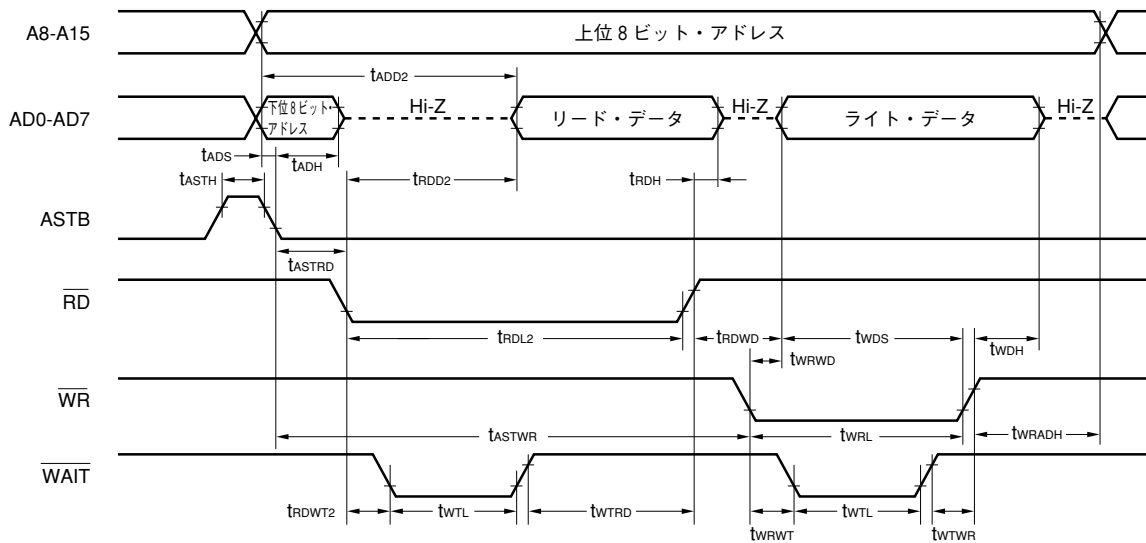 A8-A15
上位8ビット・アドレス
tADD2
AD0-AD7
下位8ビット・
アドレス
Hi-Z
リード・データ
Hi-Z
ライト・データ
Hi-Z
tADS
tADH
tASTH
tRDD2
tRDH
ASTB
tASTRD
RD
tRDL2
tRDWD
tWDS
tWDH
tWRWD
WR
tASTWR
tWRL
tWRADH
WAIT
tRDWT2
tWTL
tWTRD
tWRWT
tWTL
tWTWR